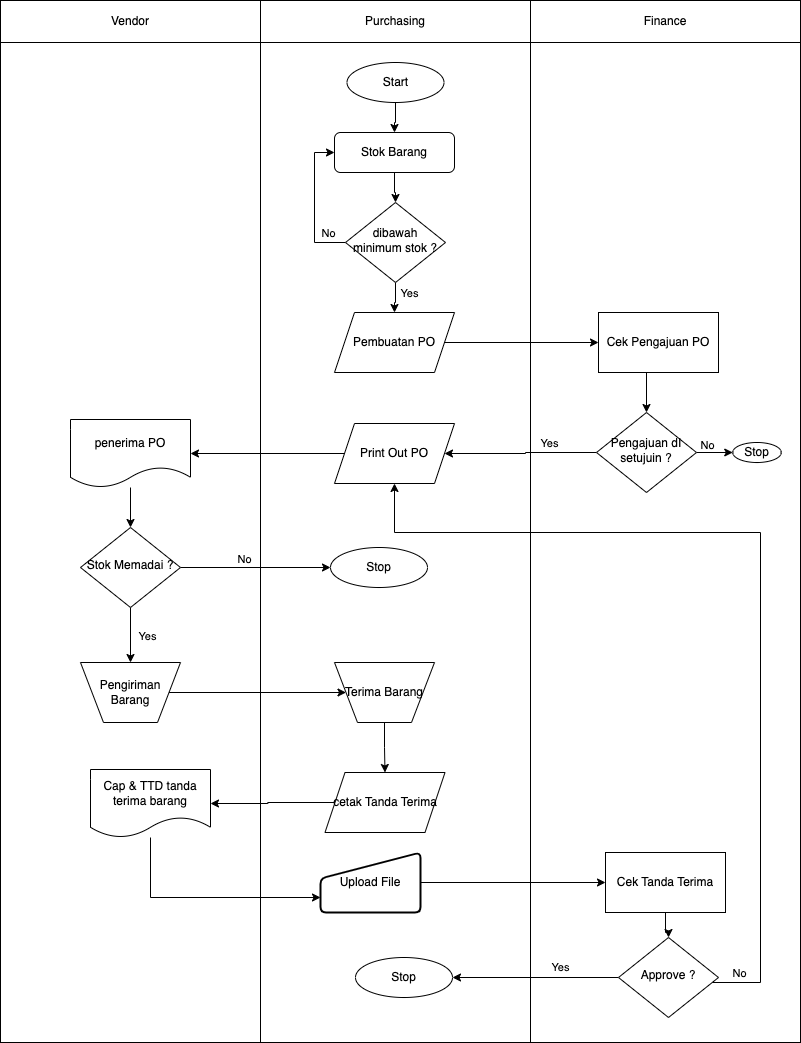 Vendor
Purchasing
Finance
Start
Stok Barang
No
dibawah
minimum stok ?
Yes
Pembuatan PO
Cek Pengajuan PO
penerima PO
Print Out PO
Yes
Pengajuan dI
setujuin ?
No
Stop
Stok Memadai ?
No
Stop
Yes
Pengiriman
Barang
Terima Barang
Cap & TTD tanda
terima barang
cetak Tanda Terima
Upload File
Cek Tanda Terima
Stop
Yes
Approve ?
No